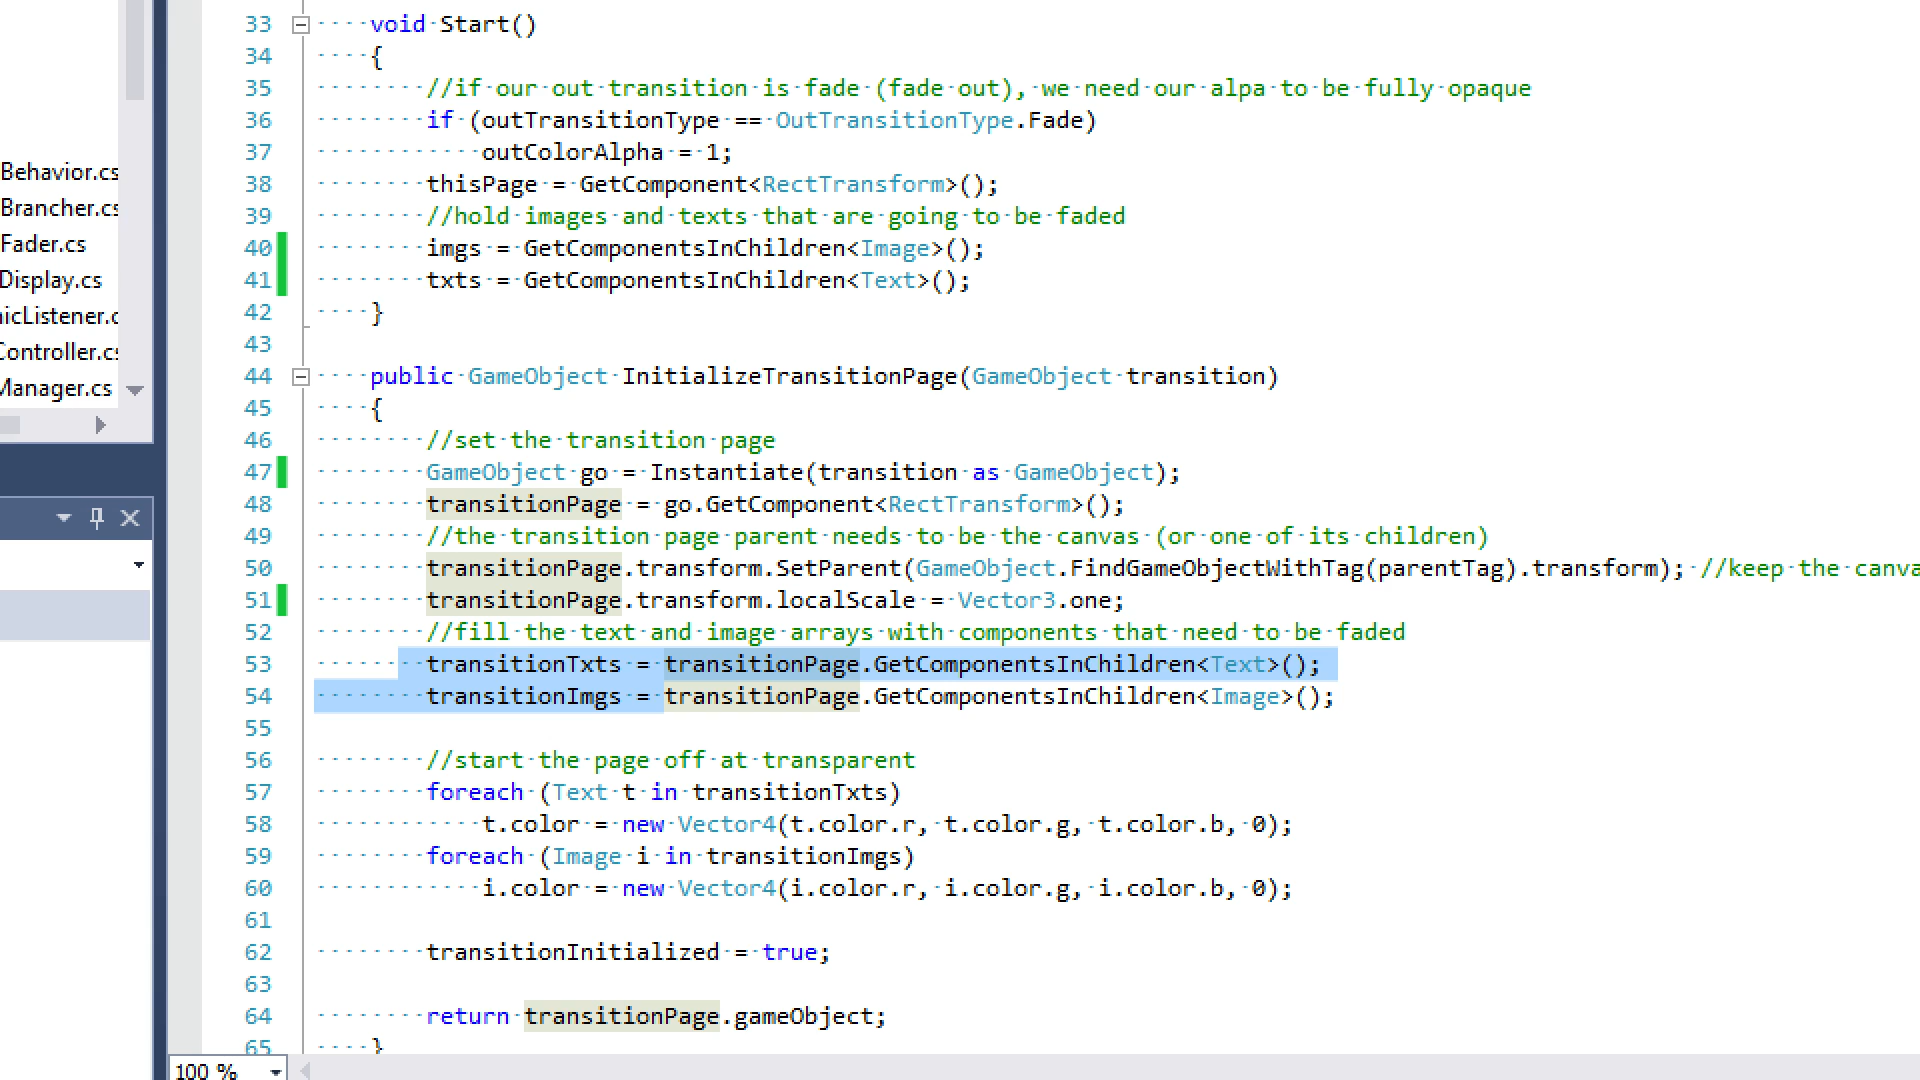 Behavior.cs
Brancher.cs
Fader.cs
Display.cs
icListener.c
Controller.cs
Manager.cs
33 void Start()
34 {
35 //if our out transition is fade (fade out), we need our alpa to be fully opaque
36 if (outTransitionType == OutTransitionType.Fade)
37 outColorAlpha = 1;
38 thisPage = GetComponent<RectTransform>();
39 //hold images and texts that are going to be faded
40 imgs = GetComponentsInChildren<Image>();
41 txts = GetComponentsInChildren<Text>();
42 }
43
44 public GameObject InitializeTransitionPage(GameObject transition)
45 {
46 //set the transition page
47 GameObject go = Instantiate(transition as GameObject);
48 transitionPage = go.GetComponent<RectTransform>();
49 //the transition page parent needs to be the canvas (or one of its children)
50 transitionPage.transform.SetParent(GameObject.FindGameObjectWithTag(parentTag).transform); //keep the canva
51 transitionPage.transform.localScale = Vector3.one;
52 //fill the text and image arrays with components that need to be faded
53 transitionTxts = transitionPage.GetComponentsInChildren<Text>();
54 transitionImgs = transitionPage.GetComponentsInChildren<Image>();
55
56 //start the page off at transparent
57 foreach (Text t in transitionTxts)
58 t.color = new Vector4(t.color.r, t.color.g, t.color.b, 0);
59 foreach (Image i in transitionImgs)
60 i.color = new Vector4(i.color.r, i.color.g, i.color.b, 0);
61
62 transitionInitialized = true;
63
64 return transitionPage.gameObject;
65 }
100 %